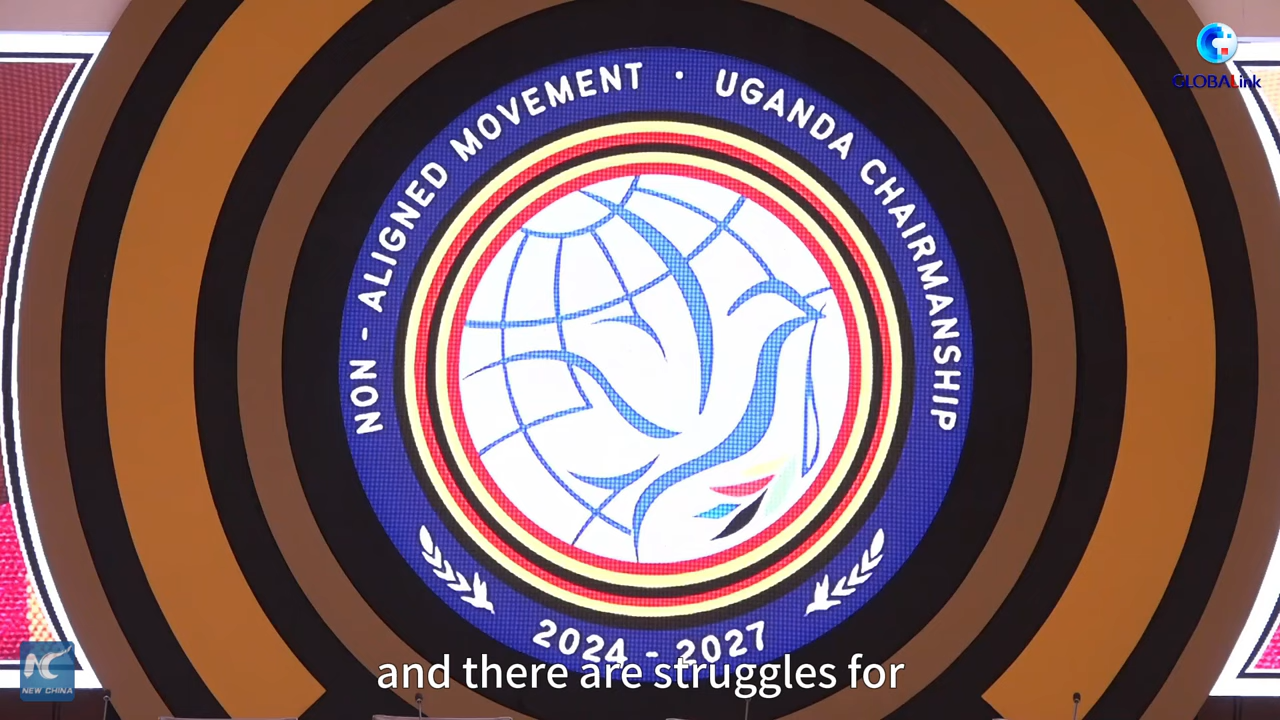 NON - ALIGNED MOVEMENT • UGANDA CHAIRMANSHIP
2024 - 2027
GLOBALink
NEW CHINA
and there are struggles for